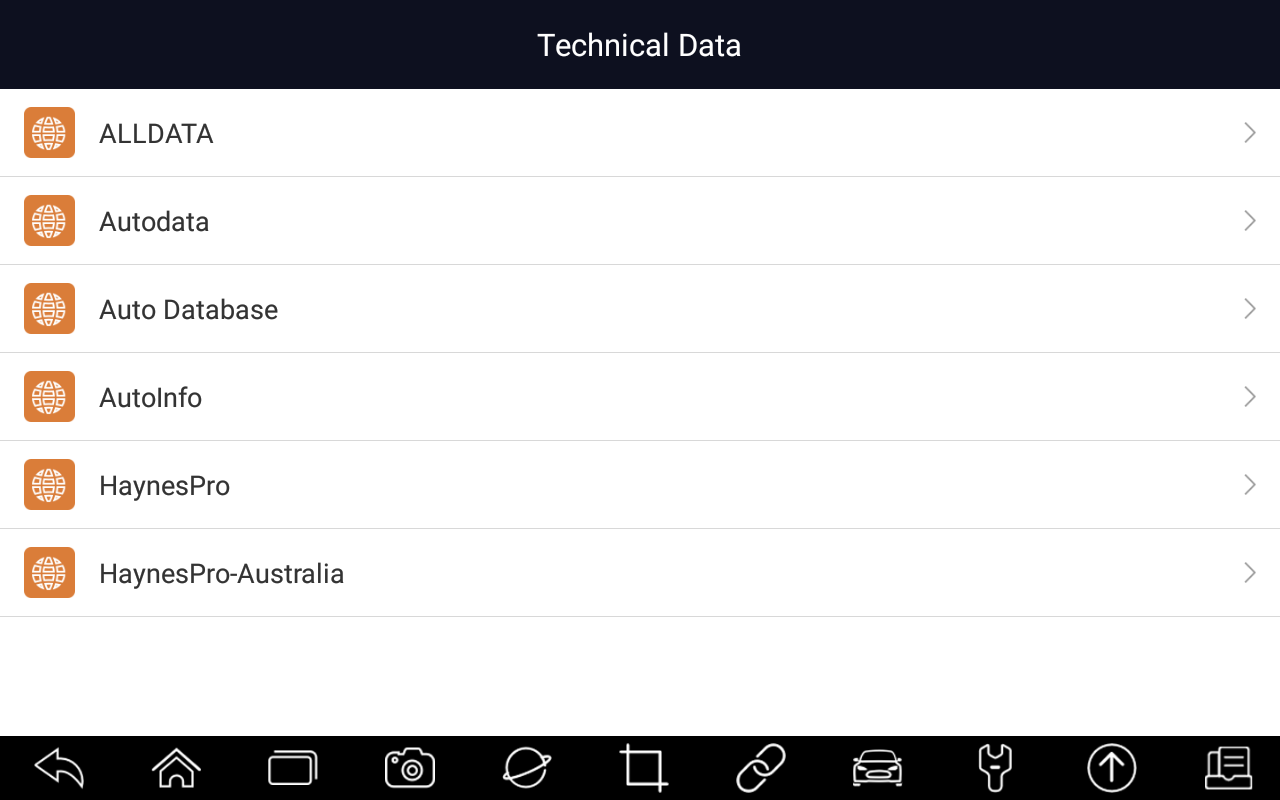 Technical Data
ALLDATA
Autodata
Auto Database
AutoInfo
HaynesPro
HaynesPro-Australia